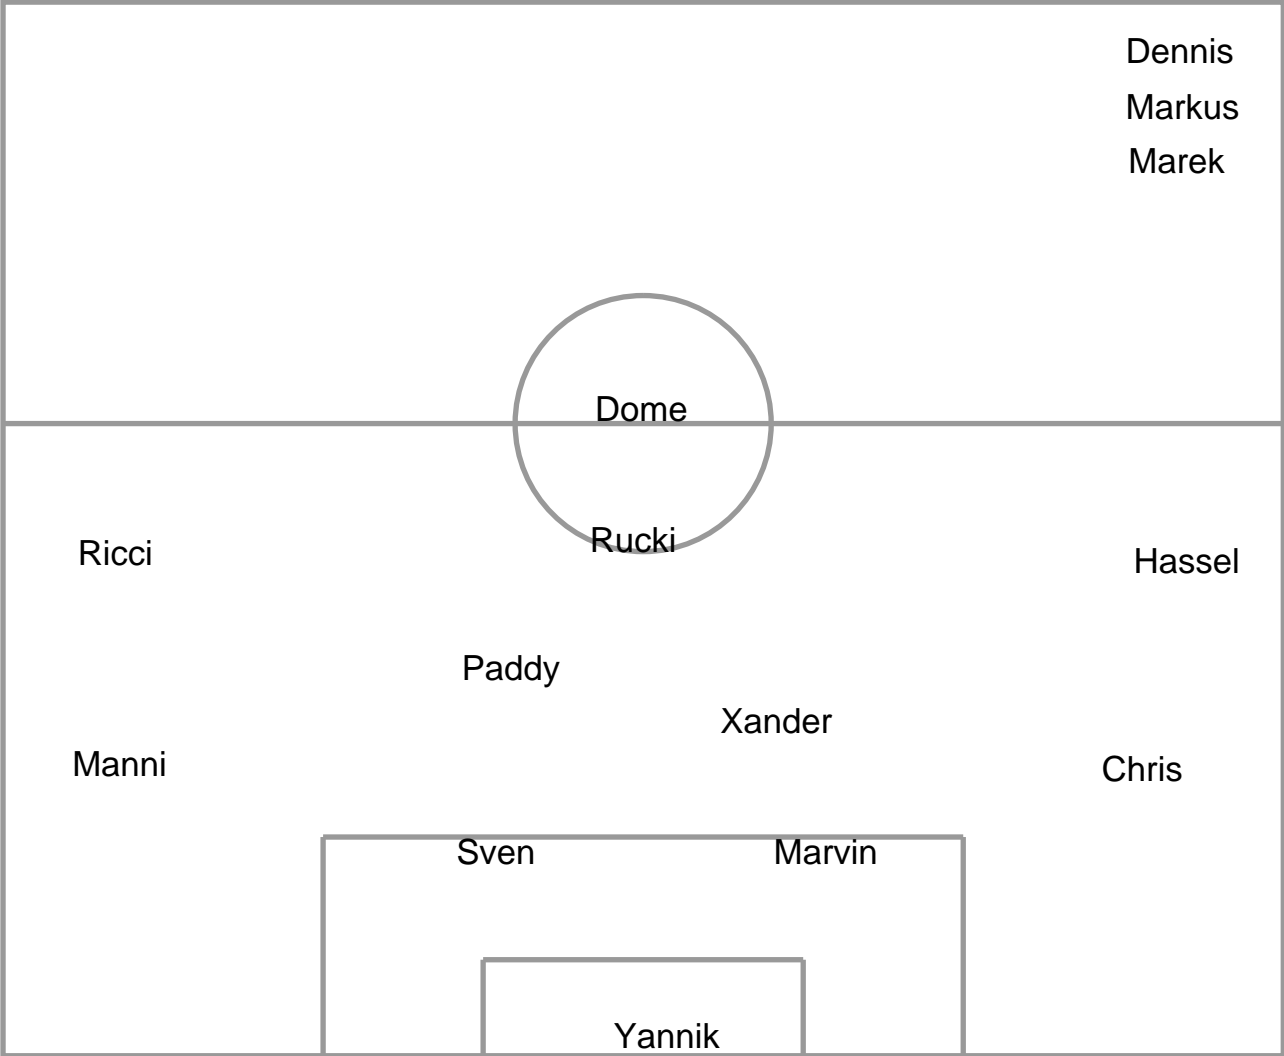 Dennis
Markus
Marek
Dome
Rucki
Ricci
Hassel
Paddy
Xander
Manni
Chris
Sven
Marvin
Yannik